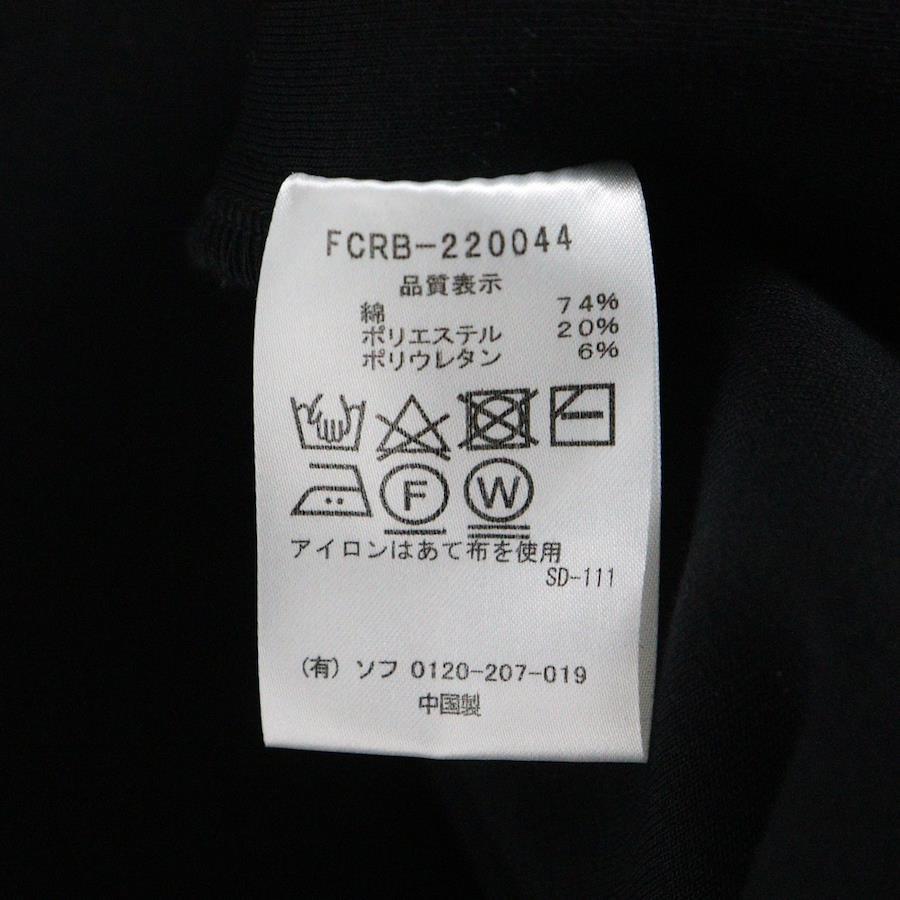 FCRB-220044
品質表示
綿 74%
ポリエステル 20%
ポリウレタン 6%
F W
アイロンはあて布を使用
SD-111
(有) ソフ 0120-207-019
中国製